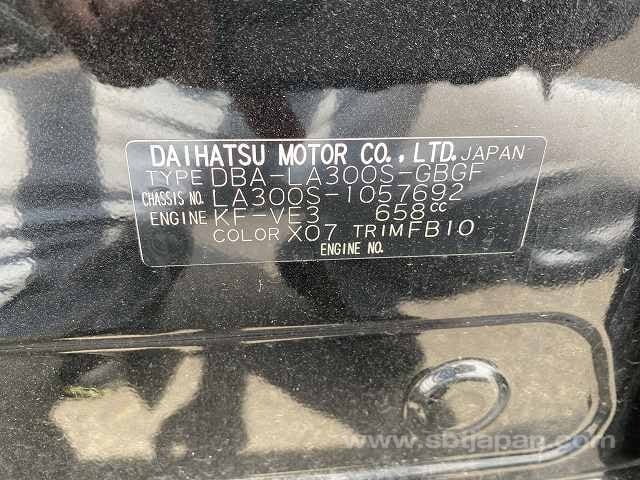 DAIHATSU MOTOR CO., LTD. JAPAN
TYPE DBA-LA300S-GBGF
CHASSIS NO. LA300S-1057692
ENGINE KF-VE3 658cc
COLOR X07 TRIM FB10
ENGINE NO.
www.sbtjapan.com